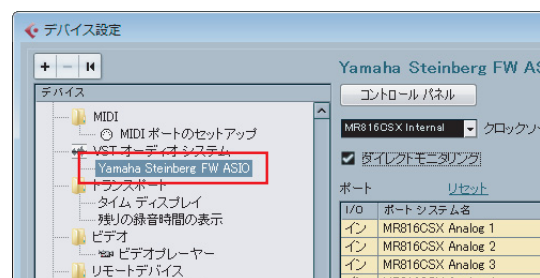 デバイス設定
+ −
デバイス
MIDI
MIDI ポートのセットアップ
VST オーディオ システム
Yamaha Steinberg FW ASIO
トランスポート
タイム ディスプレイ
残りの録音時間の表示
ビデオ
ビデオプレーヤー
リモートデバイス
Yamaha Steinberg FW AS
コントロール パネル
MR816CSX Internal クロックソ
ダイレクトモニタリング
ポート リセット
I/O ポートシステム名
イン MR816CSX Analog 1
イン MR816CSX Analog 2
イン MR816CSX Analog 3